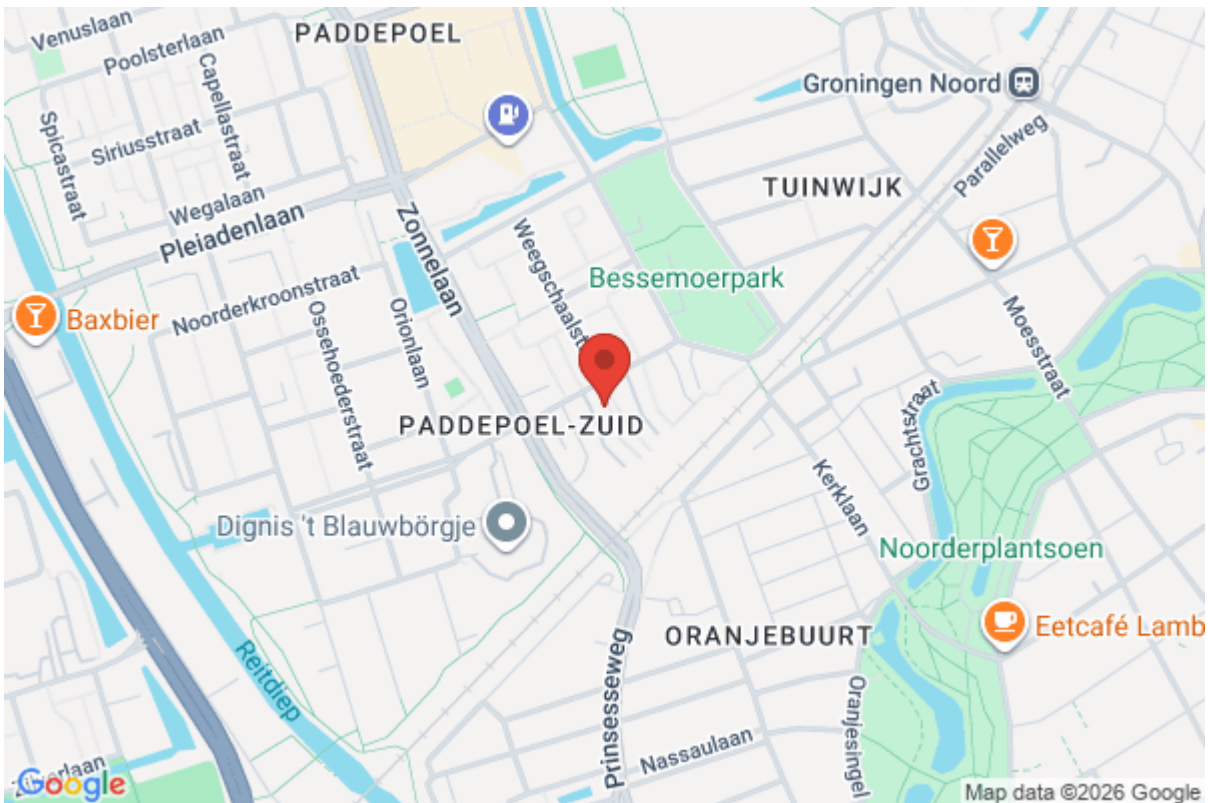 PADDEPOEL
Venuslaan
Poolsterlaan
Capellastraat
Spicastraat
Siriusstraat
Wegalaan
Pleiadenlaan
Zonnelaan
Groningen Noord
Parallelweg
TUINWIJK
Weegschaalst
Bessemoerpark
Noorderkroonstraat
Baxbier
Ossehoederstraat
Orionlaan
Moesstraat
PADDEPOEL-ZUID
Grachtstraat
Kerklaan
Dignis 't Blauwbörgje
Noorderplantsoen
Reitdiep
ORANJEBUURT
Eetcafé Lamb
Prinsesseweg
Oranjesingel
Nassaulaan
Google
Map data ©2026 Google